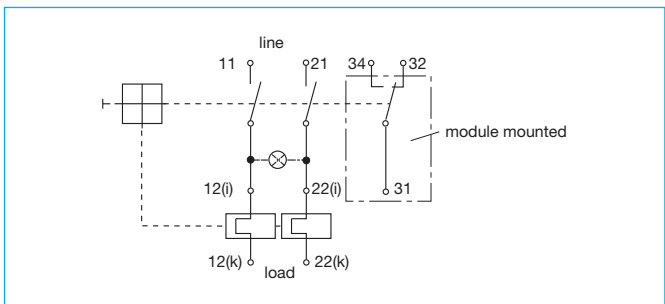 line
11 21 34 32
module mounted
12(i) 22(i) 31
12(k) load 22(k)